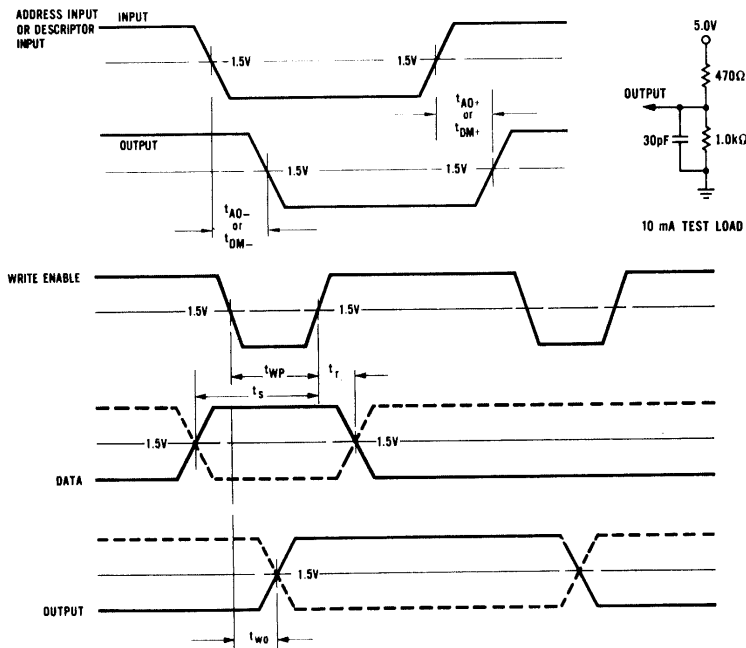 ADDRESS INPUT
OR DESCRIPTOR
INPUT
INPUT
1.5V
1.5V
tAO+
or
tDM+
OUTPUT
1.5V
1.5V
tAO–
or
tDM–
5.0V
470Ω
OUTPUT
30pF
1.0kΩ
10 mA TEST LOAD
WRITE ENABLE
1.5V
1.5V
tWP
tr
ts
1.5V
1.5V
DATA
1.5V
OUTPUT
two